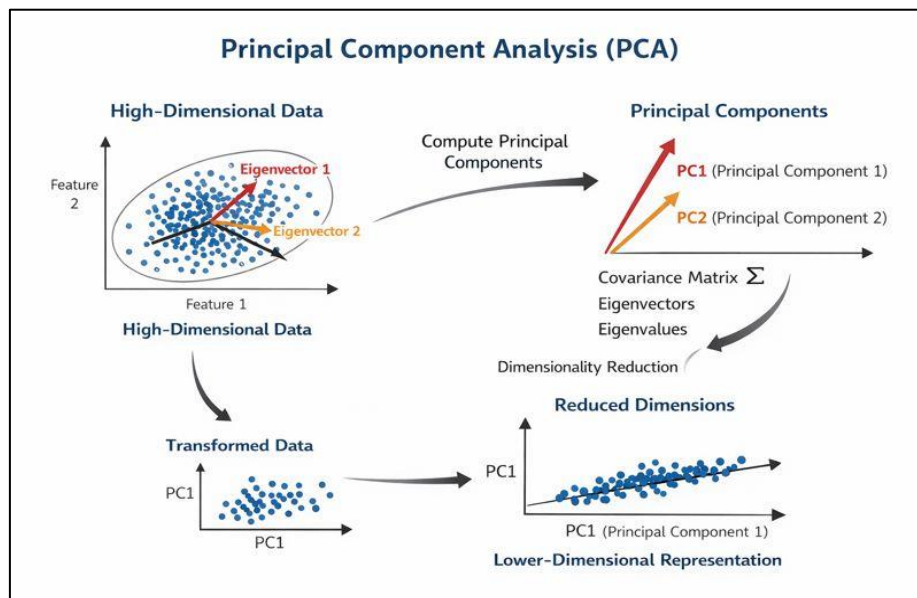 Principal Component Analysis (PCA)
High-Dimensional Data
Feature
2
Eigenvector 1
Eigenvector 2
Feature 1
High-Dimensional Data
Compute Principal
Components
Principal Components
PC1 (Principal Component 1)
PC2 (Principal Component 2)
Covariance Matrix Σ
Eigenvectors
Eigenvalues
Dimensionality Reduction
Transformed Data
PC1
PC1
Reduced Dimensions
PC1
PC1 (Principal Component 1)
Lower-Dimensional Representation